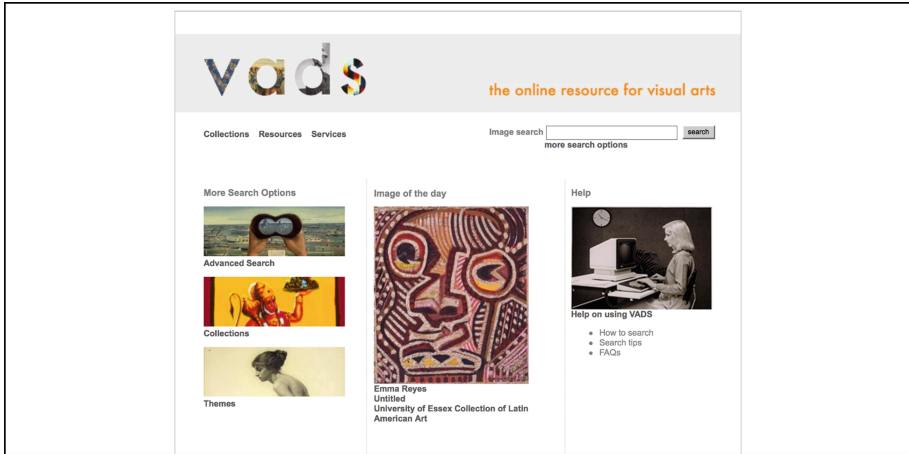 vads
the online resource for visual arts
Collections Resources Services
Image search
search
more search options
More Search Options
Advanced Search
Collections
Themes
Image of the day
Emma Reyes
Untitled
University of Essex Collection of Latin
American Art
Help
Help on using VADS
How to search
Search tips
FAQs